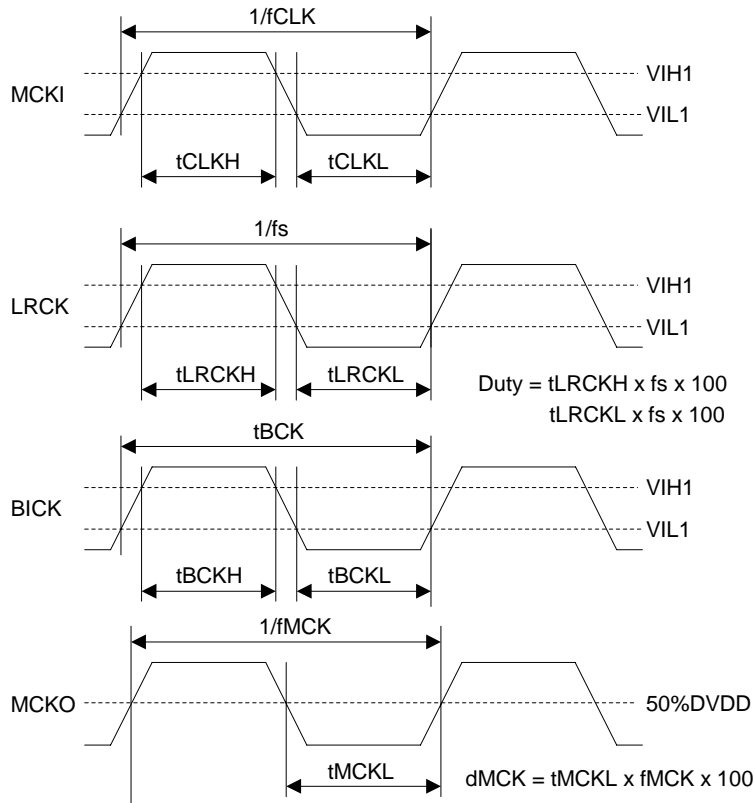 1/fCLK
MCKI
VIH1
VIL1
tCLKH
tCLKL
1/fs
LRCK
VIH1
VIL1
tLRCKH
tLRCKL
Duty = tLRCKH x fs x 100
tLRCKL x fs x 100
tBCK
BICK
VIH1
VIL1
tBCKH
tBCKL
1/fMCK
MCKO
50%DVDD
tMCKL
dMCK = tMCKL x fMCK x 100